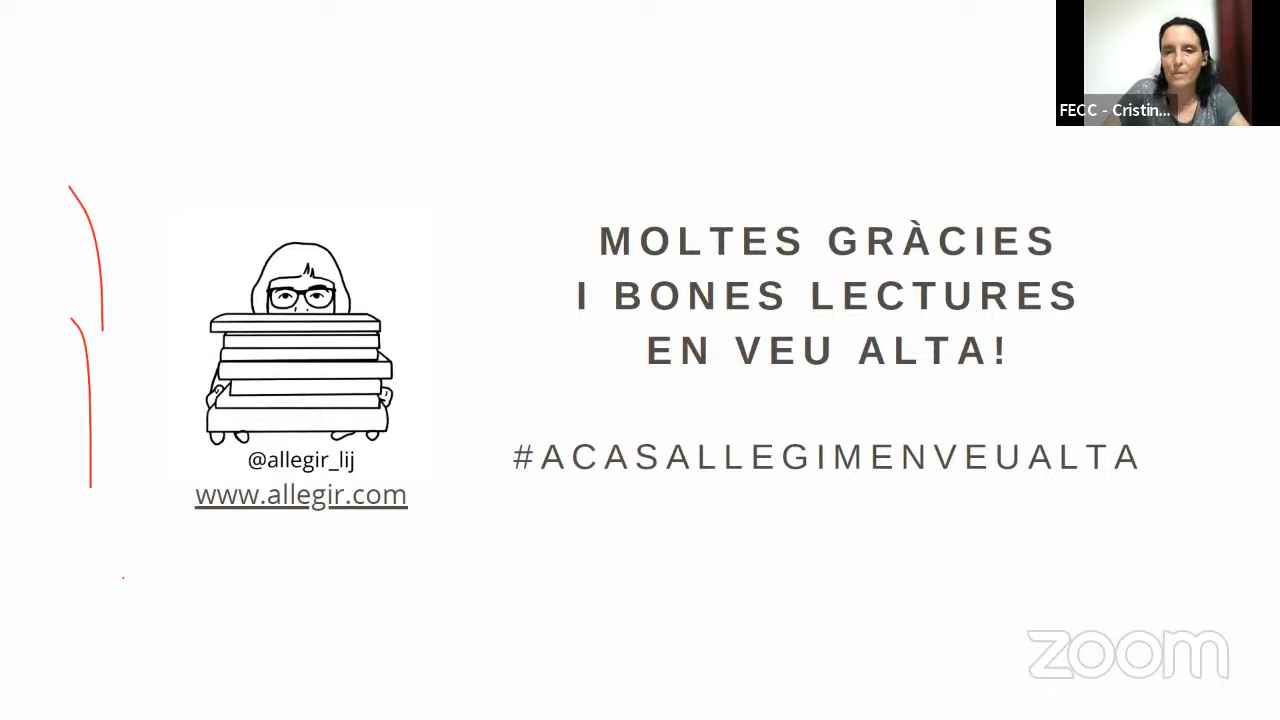 FECC - Cristin...
MOLTES GRÀCIES
I BONES LECTURES
EN VEU ALTA!
#ACASALLEGIMENVEUALTA
@allegir_lij
www.allegir.com
zoom